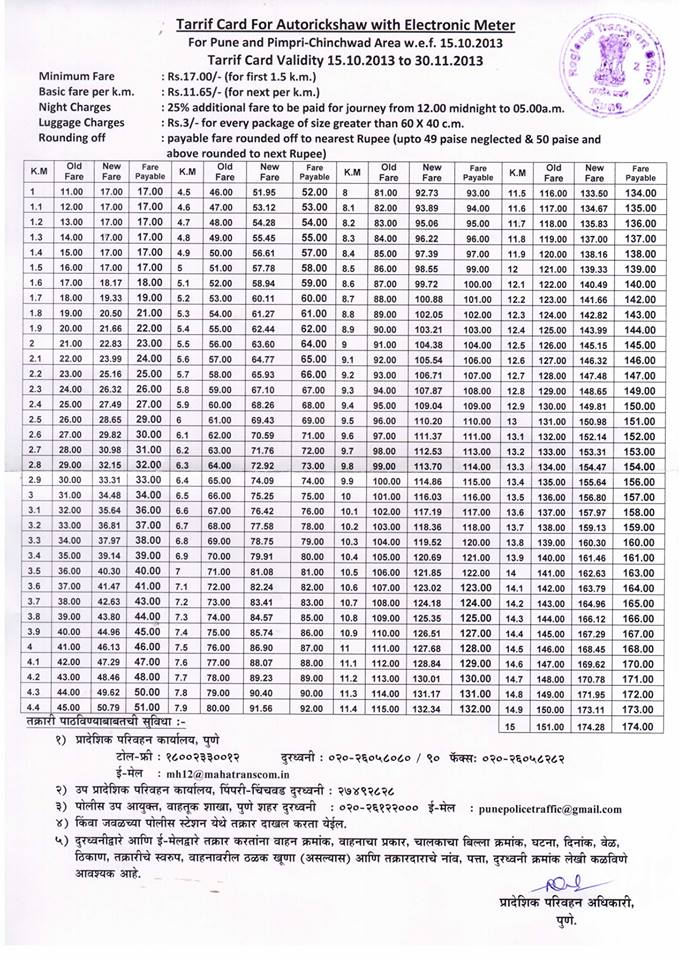 Tarrif Card For Autorickshaw with Electronic Meter
For Pune and Pimpri-Chinchwad Area w.e.f. 15.10.2013
Tarrif Card Validity 15.10.2013 to 30.11.2013
Regional Transport Office
2
Pune
Minimum Fare : Rs.17.00/- (for first 1.5 k.m.)
Basic fare per k.m. : Rs.11.65/- (for next per k.m.)
Night Charges : 25% additional fare to be paid for journey from 12.00 midnight to 05.00a.m.
Luggage Charges : Rs.3/- for every package of size greater than 60 X 40 c.m.
Rounding off : payable fare rounded off to nearest Rupee (upto 49 paise neglected & 50 paise and
above rounded to next Rupee)
K.M Old Fare New Fare Fare Payable K.M Old Fare New Fare Fare Payable K.M Old Fare New Fare Fare Payable K.M Old Fare New Fare Fare Payable
1 11.00 17.00 17.00 4.5 46.00 51.95 52.00 8 81.00 92.73 93.00 11.5 116.00 133.50 134.00
1.1 12.00 17.00 17.00 4.6 47.00 53.12 53.00 8.1 82.00 93.89 94.00 11.6 117.00 134.67 135.00
1.2 13.00 17.00 17.00 4.7 48.00 54.28 54.00 8.2 83.00 95.06 95.00 11.7 118.00 135.83 136.00
1.3 14.00 17.00 17.00 4.8 49.00 55.45 55.00 8.3 84.00 96.22 96.00 11.8 119.00 137.00 137.00
1.4 15.00 17.00 17.00 4.9 50.00 56.61 57.00 8.4 85.00 97.39 97.00 11.9 120.00 138.16 138.00
1.5 16.00 17.00 17.00 5 51.00 57.78 58.00 8.5 86.00 98.55 99.00 12 121.00 139.33 139.00
1.6 17.00 18.17 18.00 5.1 52.00 58.94 59.00 8.6 87.00 99.72 100.00 12.1 122.00 140.49 140.00
1.7 18.00 19.33 19.00 5.2 53.00 60.11 60.00 8.7 88.00 100.88 101.00 12.2 123.00 141.66 142.00
1.8 19.00 20.50 21.00 5.3 54.00 61.27 61.00 8.8 89.00 102.05 102.00 12.3 124.00 142.82 143.00
1.9 20.00 21.66 22.00 5.4 55.00 62.44 62.00 8.9 90.00 103.21 103.00 12.4 125.00 143.99 144.00
2 21.00 22.83 23.00 5.5 56.00 63.60 64.00 9 91.00 104.38 104.00 12.5 126.00 145.15 145.00
2.1 22.00 23.99 24.00 5.6 57.00 64.77 65.00 9.1 92.00 105.54 106.00 12.6 127.00 146.32 146.00
2.2 23.00 25.16 25.00 5.7 58.00 65.93 66.00 9.2 93.00 106.71 107.00 12.7 128.00 147.48 147.00
2.3 24.00 26.32 26.00 5.8 59.00 67.10 67.00 9.3 94.00 107.87 108.00 12.8 129.00 148.65 149.00
2.4 25.00 27.49 27.00 5.9 60.00 68.26 68.00 9.4 95.00 109.04 109.00 12.9 130.00 149.81 150.00
2.5 26.00 28.65 29.00 6 61.00 69.43 69.00 9.5 96.00 110.20 110.00 13 131.00 150.98 151.00
2.6 27.00 29.82 30.00 6.1 62.00 70.59 71.00 9.6 97.00 111.37 111.00 13.1 132.00 152.14 152.00
2.7 28.00 30.98 31.00 6.2 63.00 71.76 72.00 9.7 98.00 112.53 113.00 13.2 133.00 153.31 153.00
2.8 29.00 32.15 32.00 6.3 64.00 72.92 73.00 9.8 99.00 113.70 114.00 13.3 134.00 154.47 154.00
2.9 30.00 33.31 33.00 6.4 65.00 74.09 74.00 9.9 100.00 114.86 115.00 13.4 135.00 155.64 156.00
3 31.00 34.48 34.00 6.5 66.00 75.25 75.00 10 101.00 116.03 116.00 13.5 136.00 156.80 157.00
3.1 32.00 35.64 36.00 6.6 67.00 76.42 76.00 10.1 102.00 117.19 117.00 13.6 137.00 157.97 158.00
3.2 33.00 36.81 37.00 6.7 68.00 77.58 78.00 10.2 103.00 118.36 118.00 13.7 138.00 159.13 159.00
3.3 34.00 37.97 38.00 6.8 69.00 78.75 79.00 10.3 104.00 119.52 120.00 13.8 139.00 160.30 160.00
3.4 35.00 39.14 39.00 6.9 70.00 79.91 80.00 10.4 105.00 120.69 121.00 13.9 140.00 161.46 161.00
3.5 36.00 40.30 40.00 7 71.00 81.08 81.00 10.5 106.00 121.85 122.00 14 141.00 162.63 163.00
3.6 37.00 41.47 41.00 7.1 72.00 82.24 82.00 10.6 107.00 123.02 123.00 14.1 142.00 163.79 164.00
3.7 38.00 42.63 43.00 7.2 73.00 83.41 83.00 10.7 108.00 124.18 124.00 14.2 143.00 164.96 165.00
3.8 39.00 43.80 44.00 7.3 74.00 84.57 85.00 10.8 109.00 125.35 125.00 14.3 144.00 166.12 166.00
3.9 40.00 44.96 45.00 7.4 75.00 85.74 86.00 10.9 110.00 126.51 127.00 14.4 145.00 167.29 167.00
4 41.00 46.13 46.00 7.5 76.00 86.90 87.00 11 111.00 127.68 128.00 14.5 146.00 168.45 168.00
4.1 42.00 47.29 47.00 7.6 77.00 88.07 88.00 11.1 112.00 128.84 129.00 14.6 147.00 169.62 170.00
4.2 43.00 48.46 48.00 7.7 78.00 89.23 89.00 11.2 113.00 130.01 130.00 14.7 148.00 170.78 171.00
4.3 44.00 49.62 50.00 7.8 79.00 90.40 90.00 11.3 114.00 131.17 131.00 14.8 149.00 171.95 172.00
4.4 45.00 50.79 51.00 7.9 80.00 91.56 92.00 11.4 115.00 132.34 132.00 14.9 150.00 173.11 173.00
15 151.00 174.28 174.00
तक्रारी पाठविण्याबाबतची सुविधा :-
१) प्रादेशिक परिवहन कार्यालय, पुणे
टोल-फ्री : १८००२३३००१२ दुरध्वनी : ०२०-२६०५८०८० / ९० फॅक्सः ०२०-२६०५८२८२
ई-मेल : mh12@mahatranscom.in
२) उप प्रादेशिक परिवहन कार्यालय, पिंपरी-चिंचवड दुरध्वनी : २७४९२८२८
३) पोलीस उप आयुक्त, वाहतूक शाखा, पुणे शहर दुरध्वनी : ०२०-२६१२२००० ई-मेल : punepolicetraffic@gmail.com
४) किंवा जवळच्या पोलीस स्टेशन येथे तक्रार दाखल करता येईल.
५) दुरध्वनीद्वारे आणि ई-मेलद्वारे तक्रार करतांना वाहन क्रमांक, वाहनाचा प्रकार, चालकाचा बिल्ला क्रमांक, घटना, दिनांक, वेळ,
ठिकाण, तक्रारीचे स्वरुप, वाहनावरील ठळक खूणा (असल्यास) आणि तक्रारदाराचे नांव, पत्ता, दुरध्वनी क्रमांक लेखी कळविणे
आवश्यक आहे.
प्रादेशिक परिवहन अधिकारी,
पुणे.